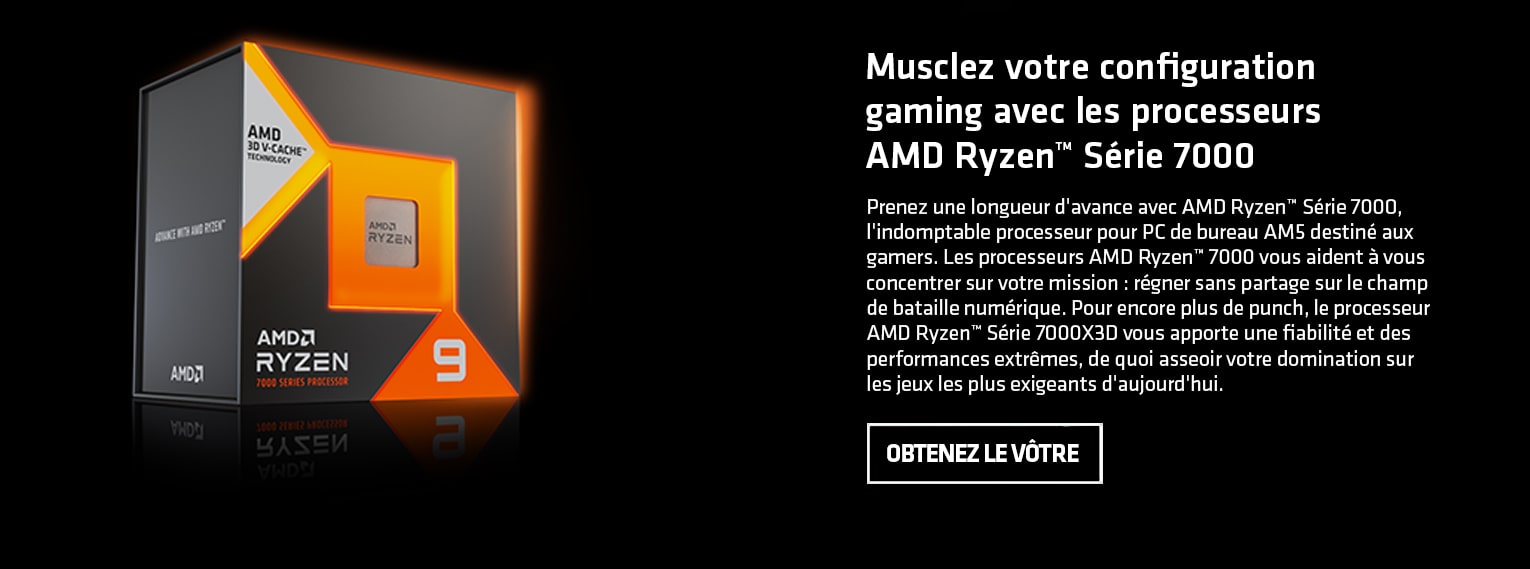 AMD
3D V-CACHE™
TECHNOLOGY
ADVANCE WITH AMD RYZEN™
AMD
RYZEN
AMD
RYZEN
7000 SERIES PROCESSOR
9
AMD
Musclez votre configuration
gaming avec les processeurs
AMD Ryzen™ Série 7000
Prenez une longueur d'avance avec AMD Ryzen™ Série 7000,
l'indomptable processeur pour PC de bureau AM5 destiné aux
gamers. Les processeurs AMD Ryzen™ 7000 vous aident à vous
concentrer sur votre mission : régner sans partage sur le champ
de bataille numérique. Pour encore plus de punch, le processeur
AMD Ryzen™ Série 7000X3D vous apporte une fiabilité et des
performances extrêmes, de quoi asseoir votre domination sur
les jeux les plus exigeants d'aujourd'hui.
OBTENEZ LE VÔTRE